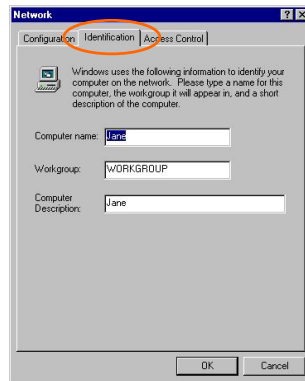 Network
Configuration Identification Access Control
Windows uses the following information to identify your
computer on the network. Please type a name for this
computer, the workgroup it will appear in, and a short
description of the computer.
Computer name: Jane
Workgroup: WORKGROUP
Computer
Description: Jane
OK Cancel